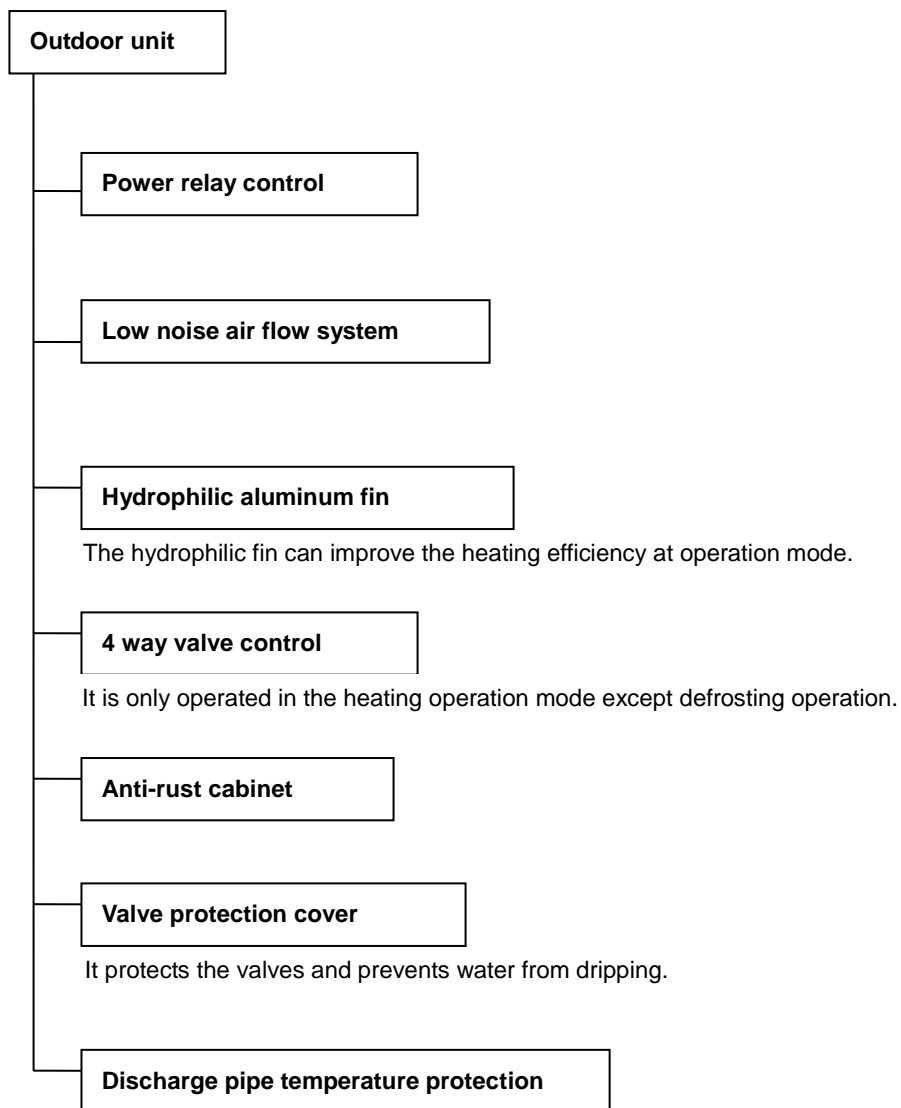 Outdoor unit
Power relay control
Low noise air flow system
Hydrophilic aluminum fin
The hydrophilic fin can improve the heating efficiency at operation mode.
4 way valve control
It is only operated in the heating operation mode except defrosting operation.
Anti-rust cabinet
Valve protection cover
It protects the valves and prevents water from dripping.
Discharge pipe temperature protection